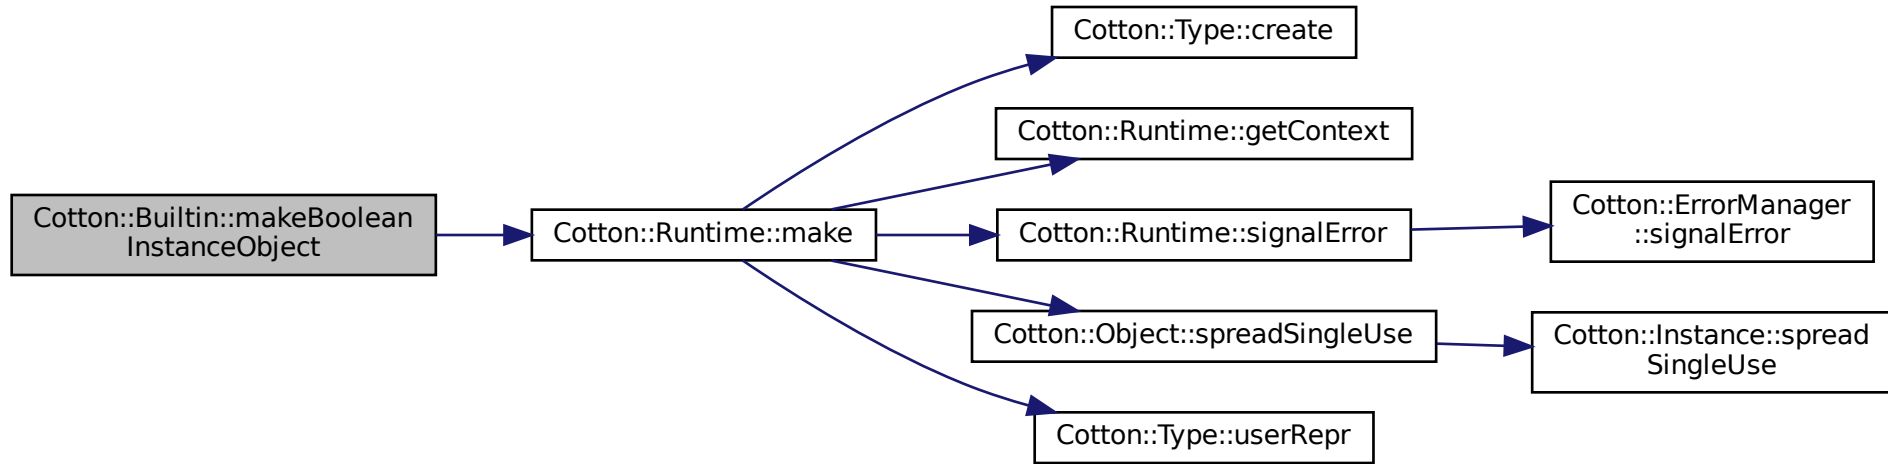 Cotton::Builtin::makeBoolean
InstanceObject
Cotton::Runtime::make
Cotton::Type::create
Cotton::Runtime::getContext
Cotton::Runtime::signalError
Cotton::ErrorManager
::signalError
Cotton::Object::spreadSingleUse
Cotton::Instance::spread
SingleUse
Cotton::Type::userRepr